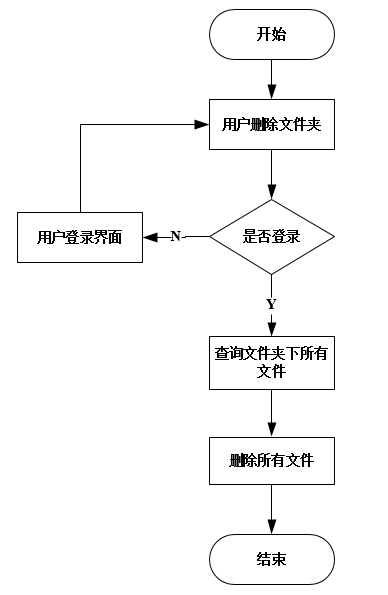 开始
用户删除文件夹
是否登录
N
用户登录界面
Y
查询文件夹下所有
文件
删除所有文件
结束